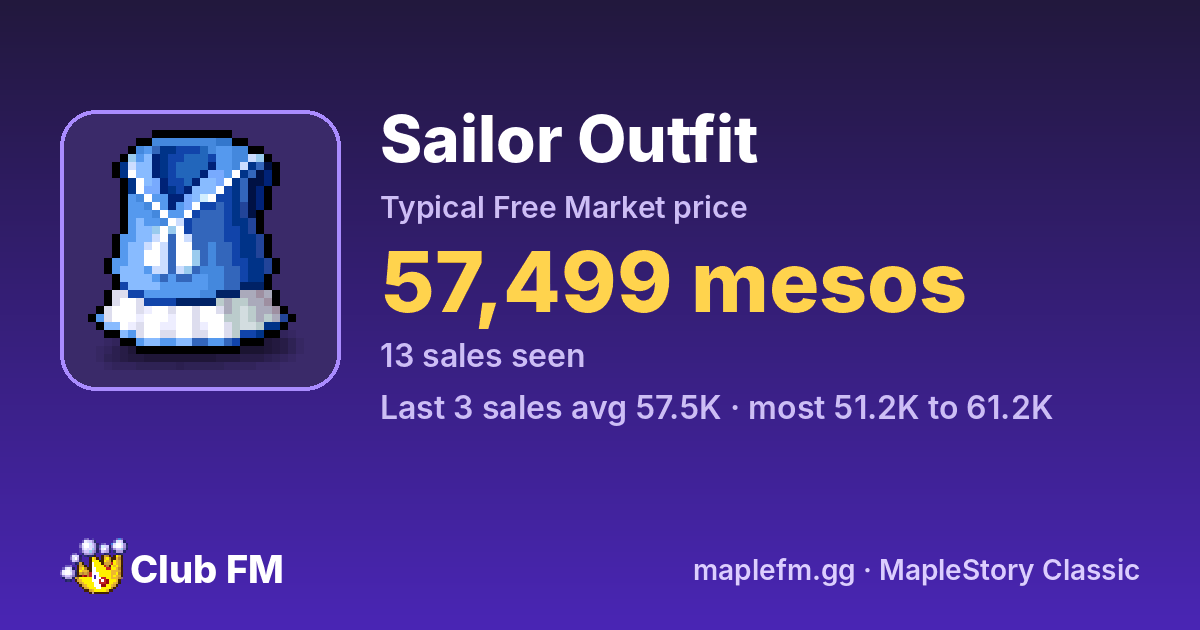 Sailor Outfit
Typical Free Market price
57,499 mesos
13 sales seen
Last 3 sales avg 57.5K · most 51.2K to 61.2K
Club FM
maplefm.gg · MapleStory Classic